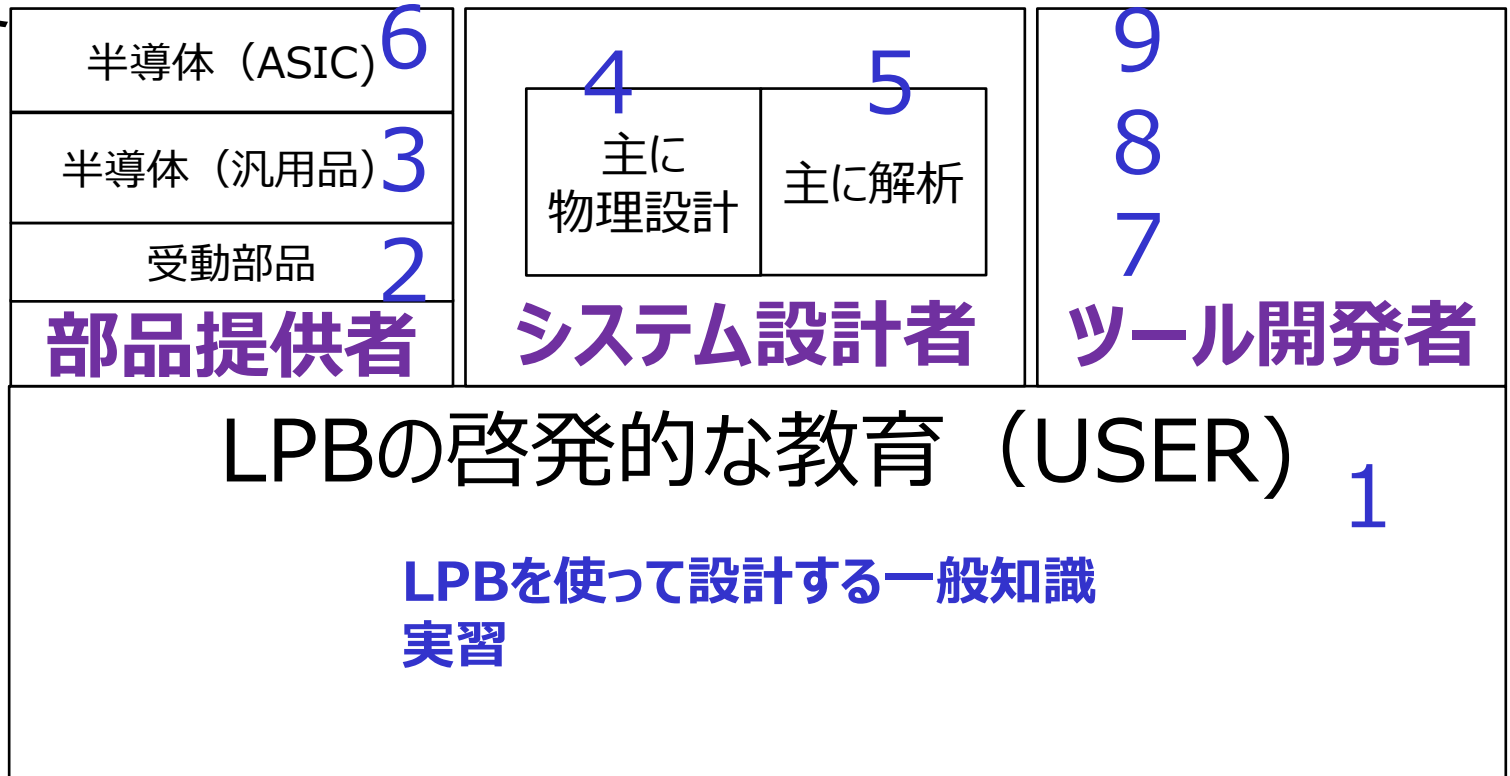 半導体（ASIC)
6
半導体（汎用品）
3
受動部品
2
部品提供者
4
5
主に
物理設計
主に解析
システム設計者
9
8
7
ツール開発者
LPBの啓発的な教育（USER)
1
LPBを使って設計する一般知識
実習